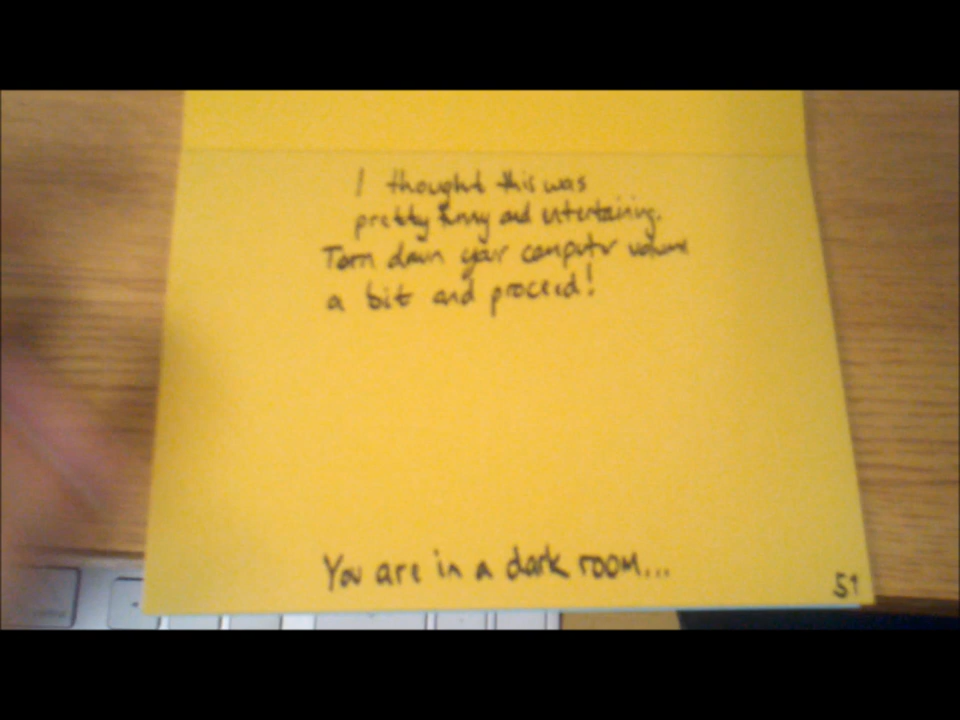 I thought this was
pretty funny and entertaining.
Torn down your computer volume
a bit and proceed!
You are in a dark room...
51